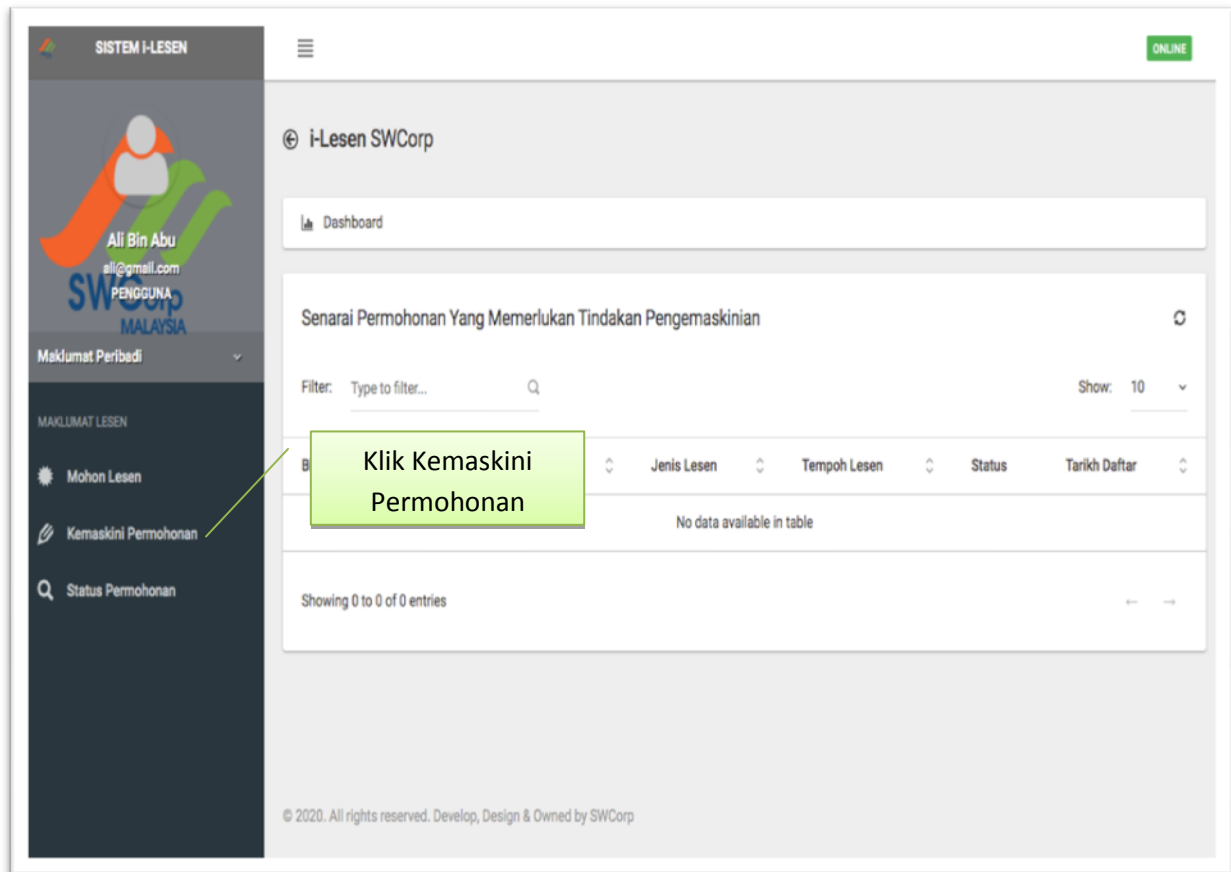 SISTEM i-LESEN
ONLINE
i-Lesen SWCorp
Dashboard
Ali Bin Abu
ali@gmail.com
PENGGUNA
SWCorp
MALAYSIA
Maklumat Peribadi
Senarai Permohonan Yang Memerlukan Tindakan Pengemaskinian
Filter: Type to filter... Show: 10
MAKLUMAT LESEN
Mohon Lesen
Kemaskini Permohonan
Status Permohonan
Klik Kemaskini
Permohonan
Jenis Lesen Tempoh Lesen Status Tarikh Daftar
No data available in table
Showing 0 to 0 of 0 entries
© 2020. All rights reserved. Develop, Design & Owned by SWCorp